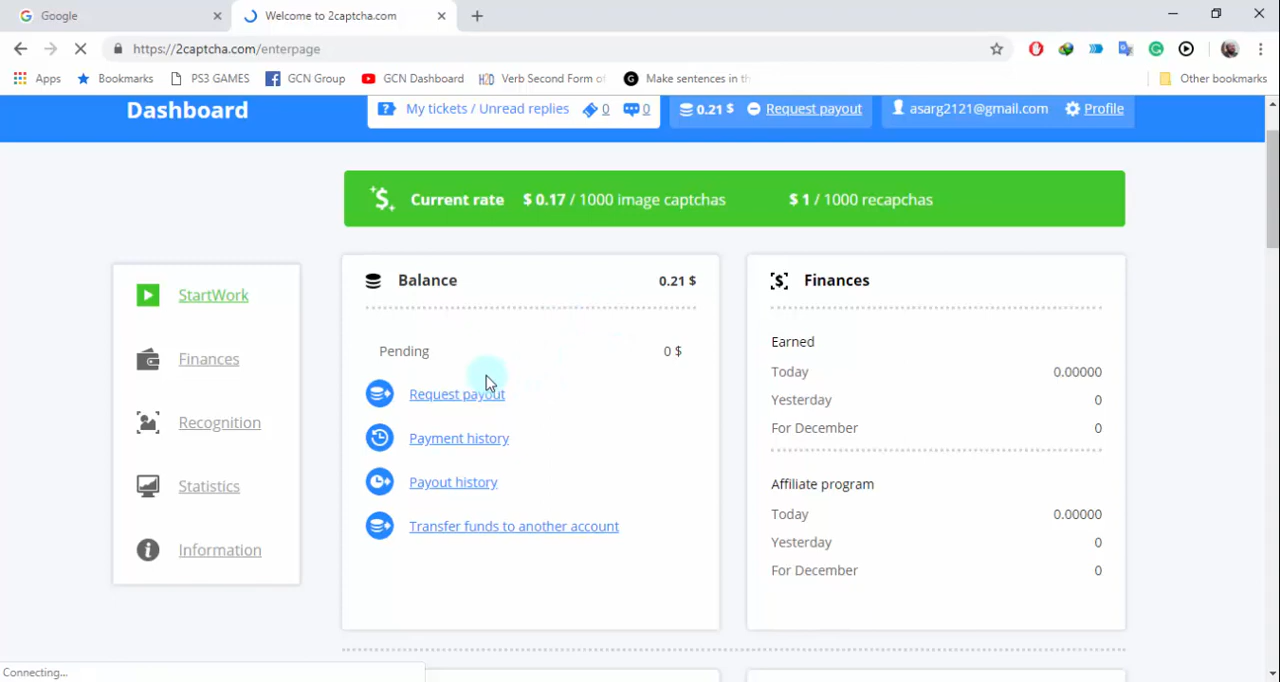 Google
Welcome to 2captcha.com
https://2captcha.com/enterpage
Apps Bookmarks PS3 GAMES GCN Group GCN Dashboard Verb Second Form of Make sentences in th Other bookmarks
Dashboard
My tickets / Unread replies 0 0 0.21 $ Request payout asarg2121@gmail.com Profile
Current rate $ 0.17 / 1000 image captchas $ 1 / 1000 recapchas
StartWork
Finances
Recognition
Statistics
Information
Balance 0.21 $
Pending 0 $
Request payout
Payment history
Payout history
Transfer funds to another account
Finances
Earned
Today 0.00000
Yesterday 0
For December 0
Affiliate program
Today 0.00000
Yesterday 0
For December 0
Connecting...